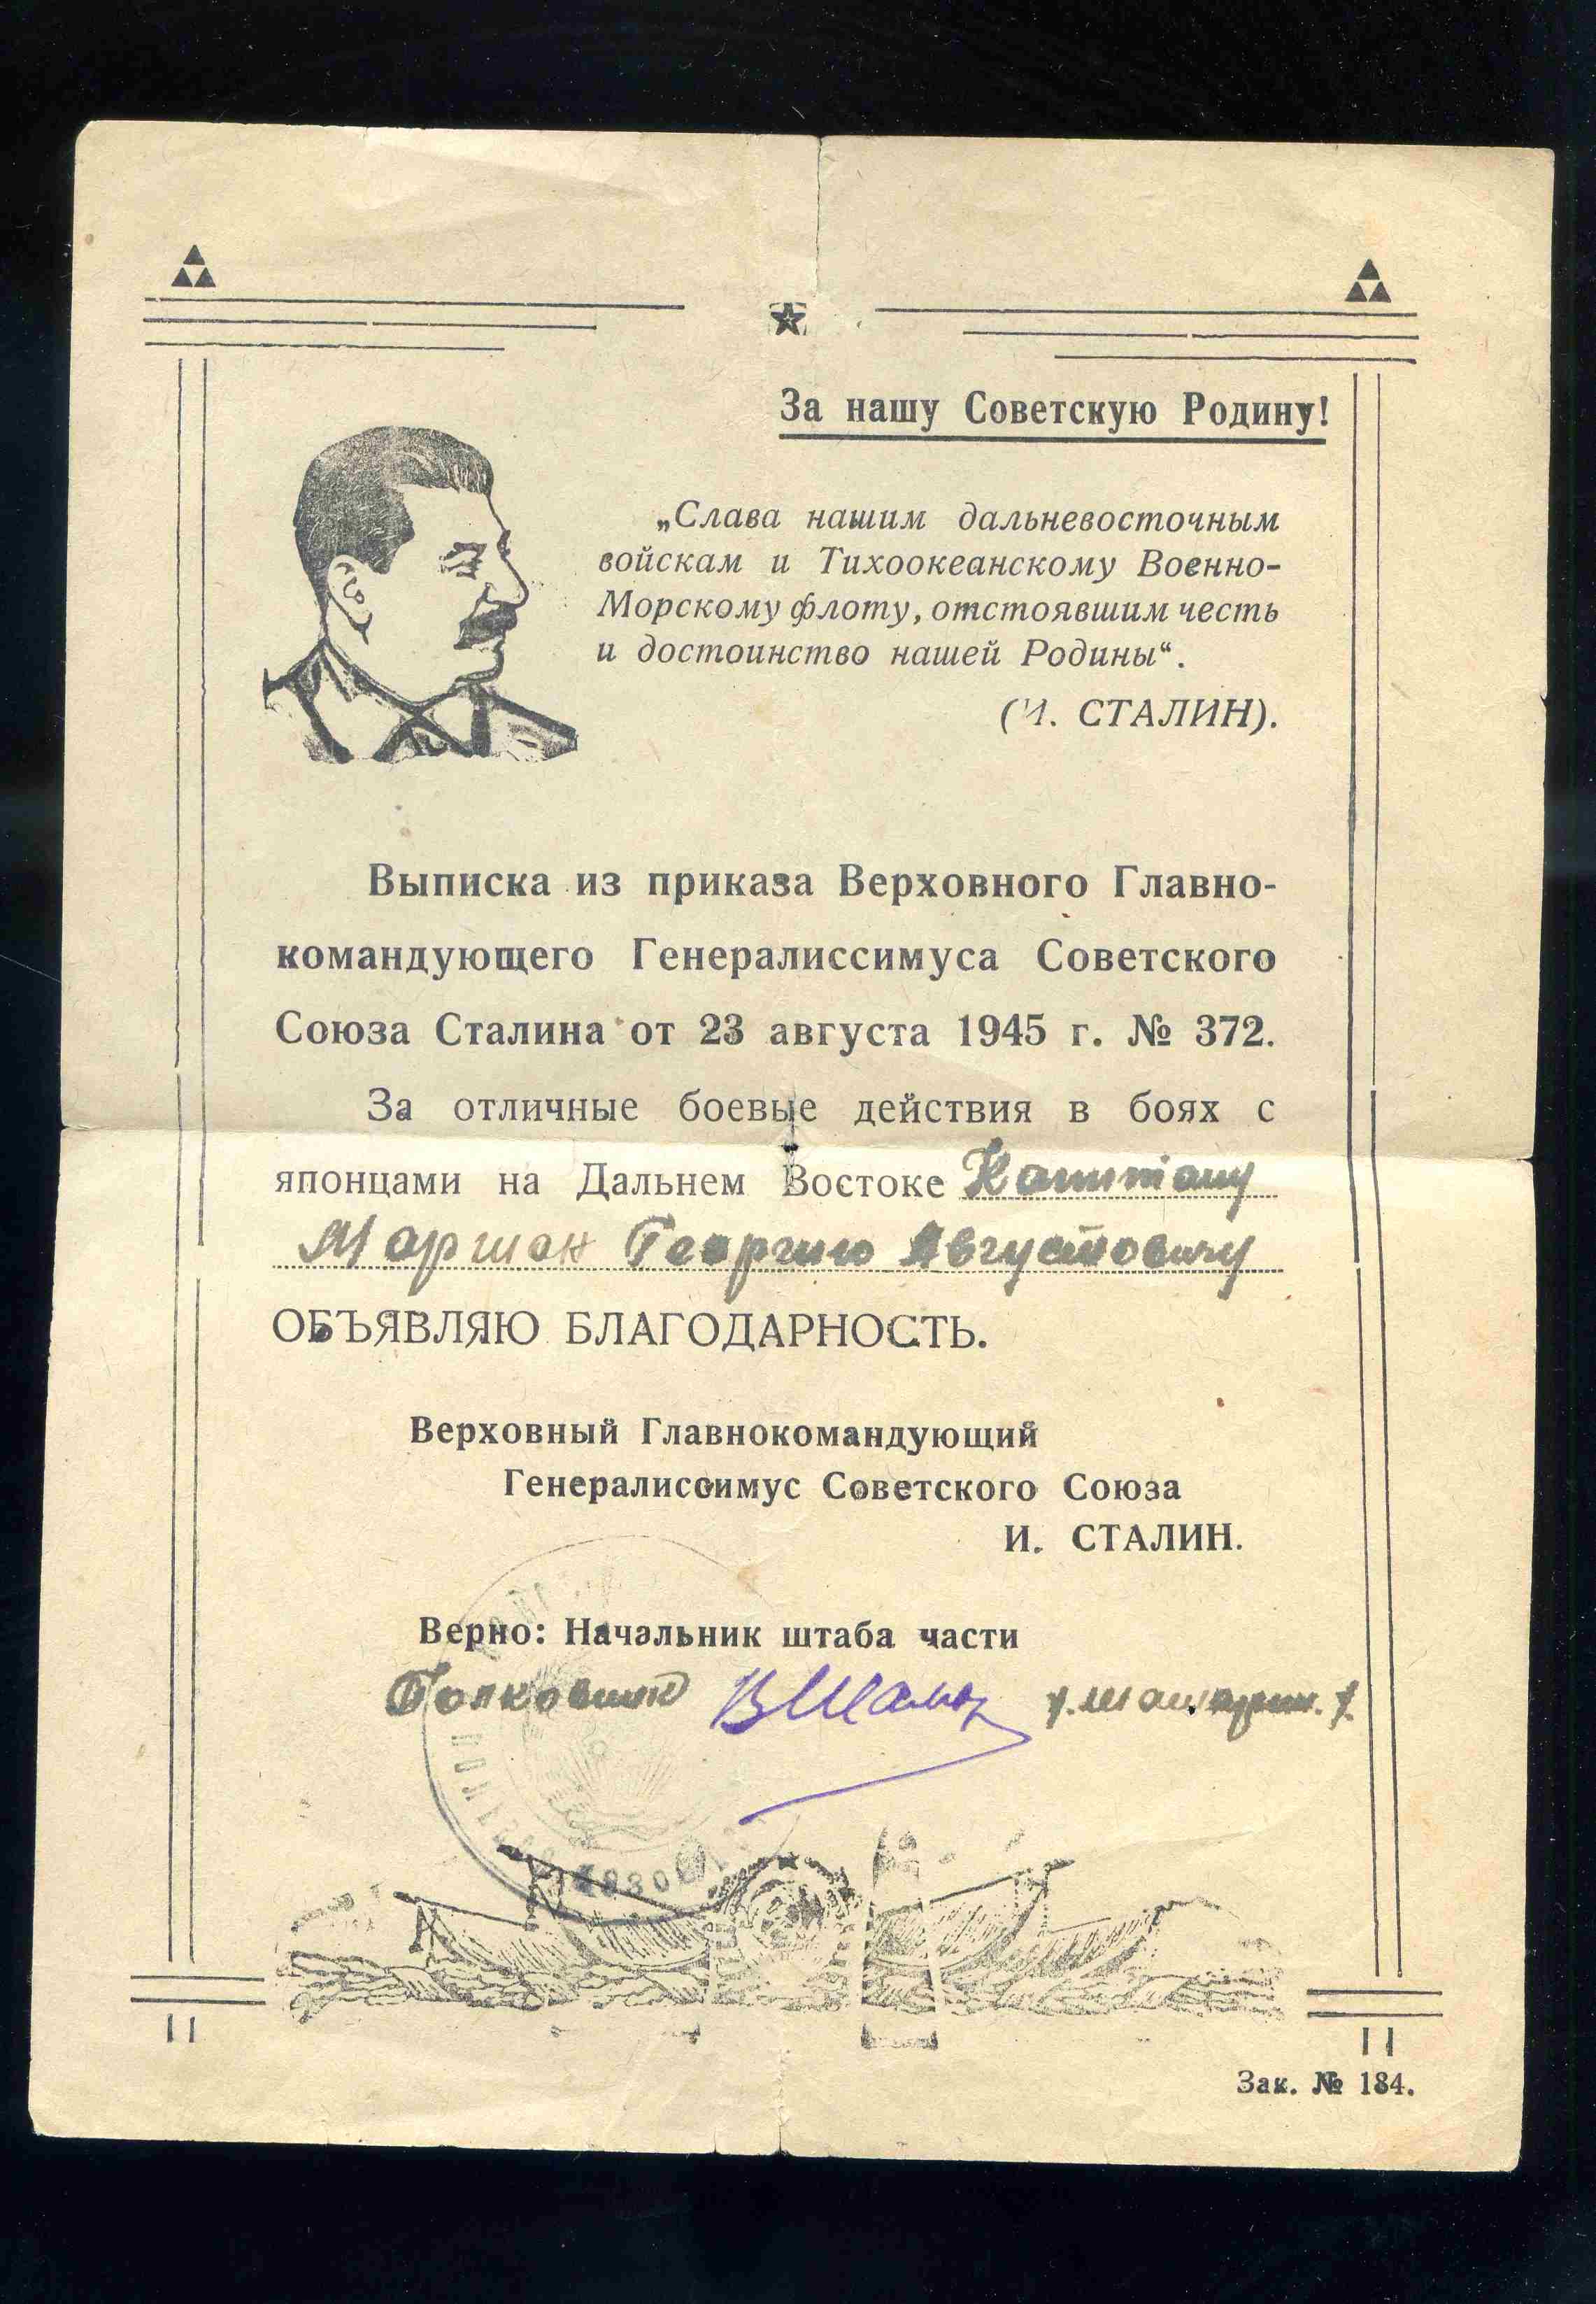 За нашу Советскую Родину!
„Слава нашим дальневосточным
войскам и Тихоокеанскому Военно-
Морскому флоту, отстоявшим честь
и достоинство нашей Родины“.
(И. СТАЛИН).
Выписка из приказа Верховного Главно-
командующего Генералиссимуса Советского
Союза Сталина от 23 августа 1945 г. № 372.
За отличные боевые действия в боях с
японцами на Дальнем Востоке Капитану
Маршак Георгию Августовичу
ОБЪЯВЛЯЮ БЛАГОДАРНОСТЬ.
Верховный Главнокомандующий
Генералиссимус Советского Союза
И. СТАЛИН.
Верно: Начальник штаба части
Полковник
Зак. № 184.